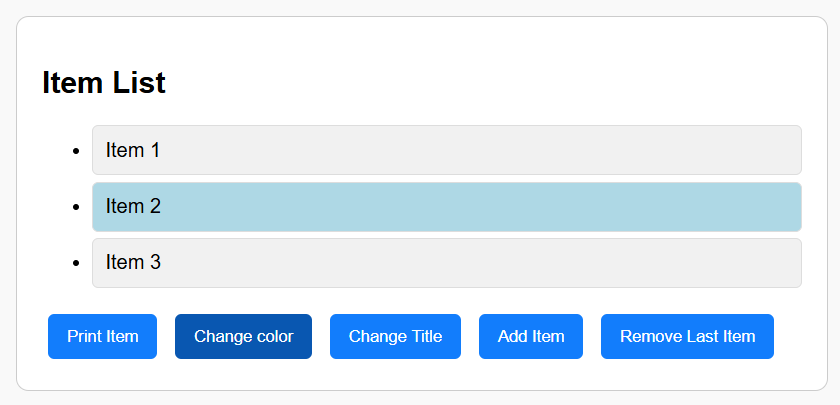 Item List
Item 1
Item 2
Item 3
Print Item Change color Change Title Add Item Remove Last Item